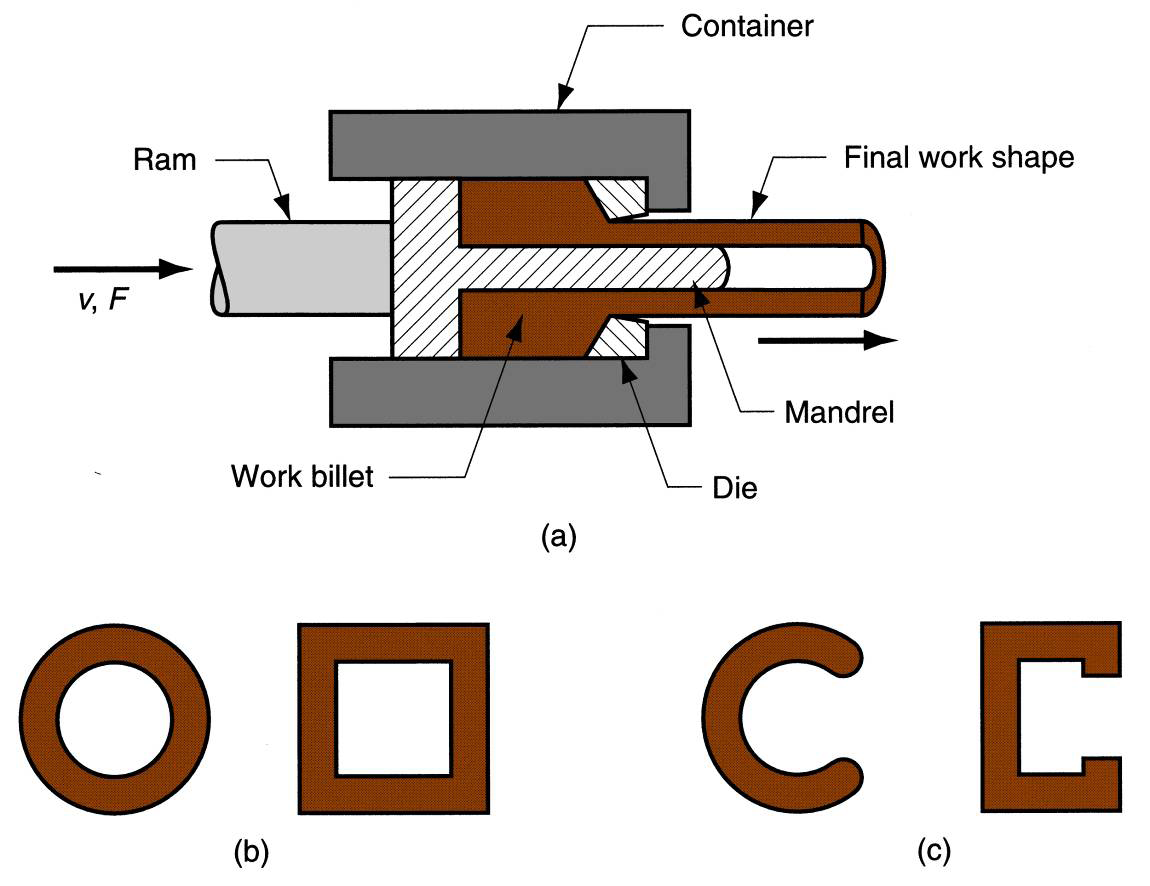 Container
Ram
Final work shape
v, F
Mandrel
Work billet
Die
(a)
(b)
(c)